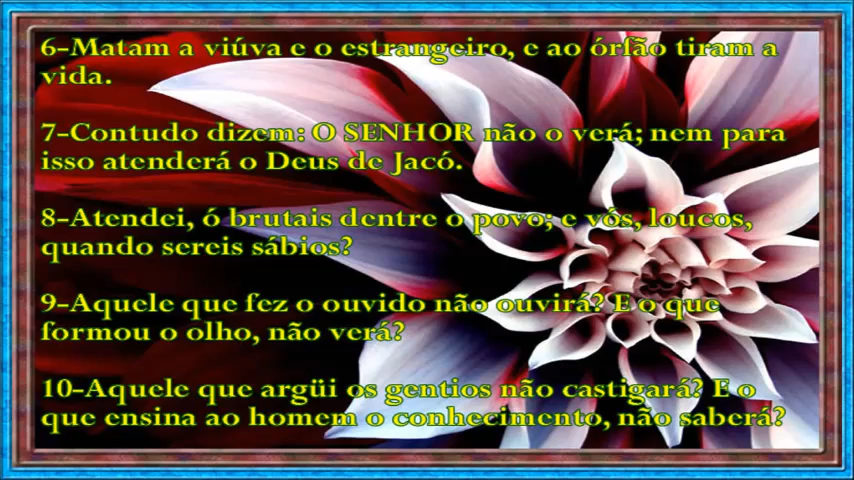 6-Matam a viúva e o estrangeiro, e ao órfão tiram a
vida.
7-Contudo dizem: O SENHOR não o verá; nem para
isso atenderá o Deus de Jacó.
8-Atendei, ó brutais dentre o povo; e vós, loucos,
quando sereis sábios?
9-Aquele que fez o ouvido não ouvirá? E o que
formou o olho, não verá?
10-Aquele que argüi os gentios não castigará? E o
que ensina ao homem o conhecimento, não saberá?